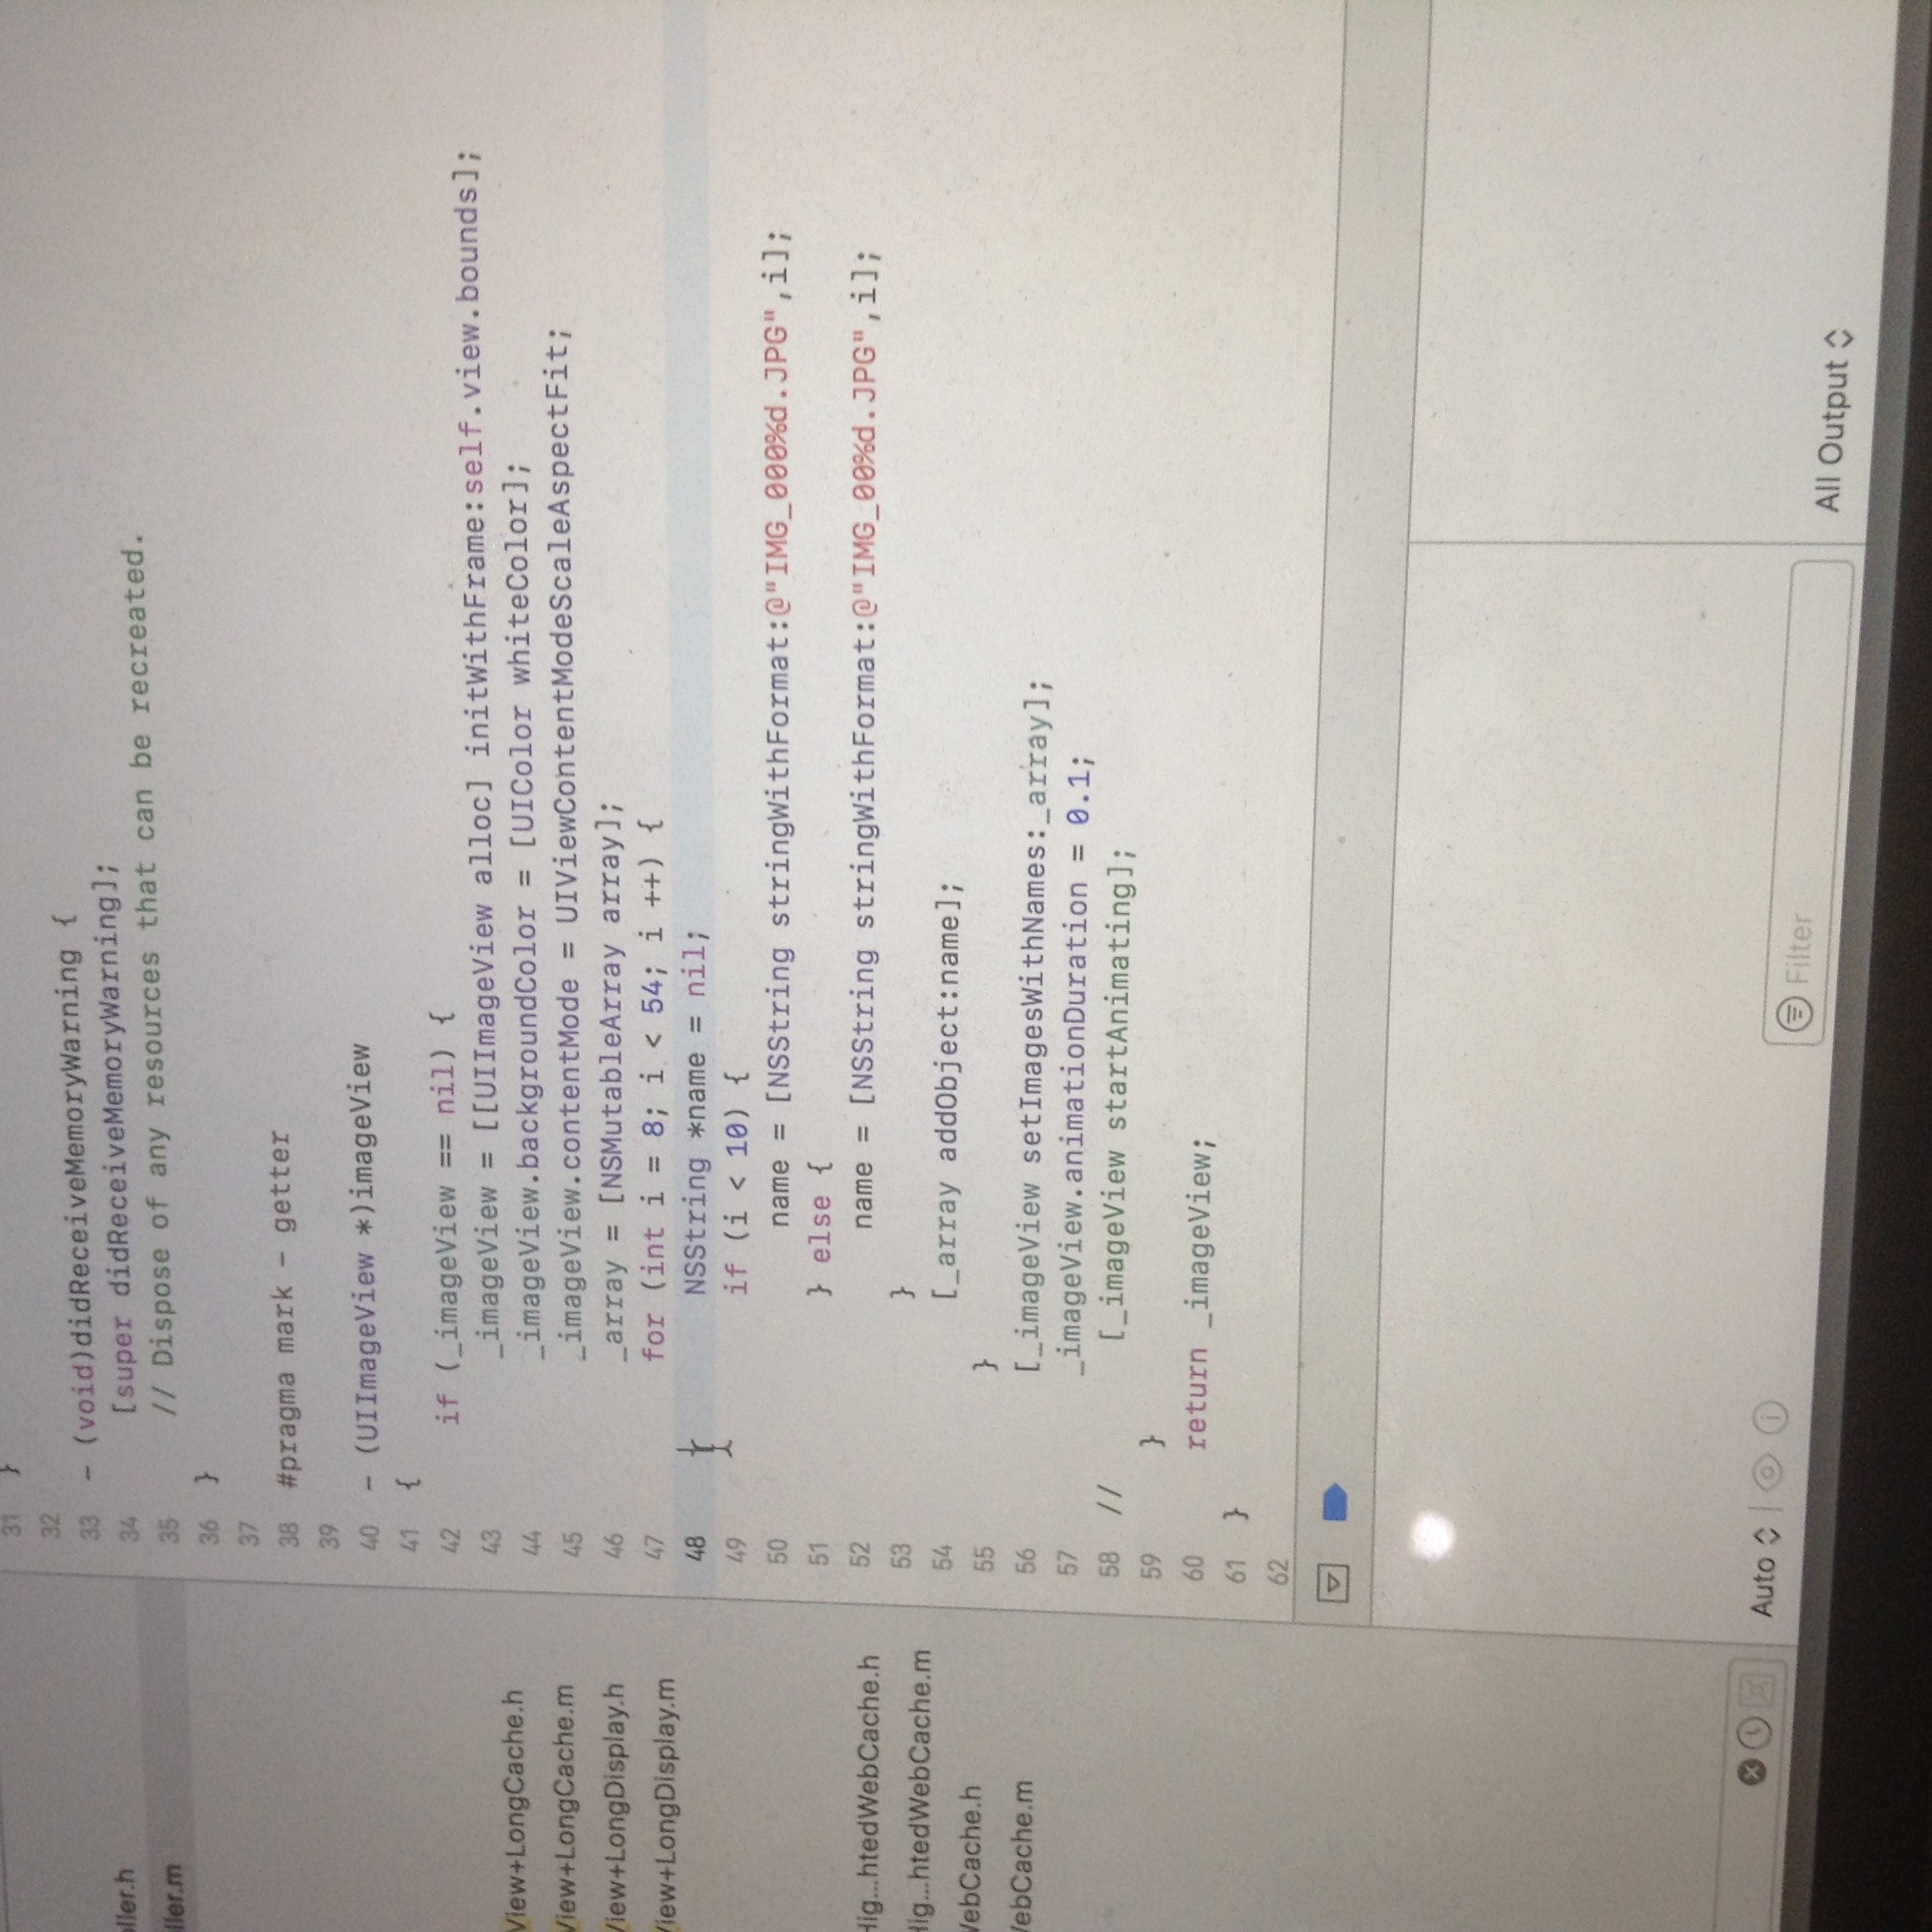 ller.h
ller.m
View+LongCache.h
View+LongCache.m
View+LongDisplay.h
View+LongDisplay.m
Hig...htedWebCache.h
Hig...htedWebCache.m
WebCache.h
WebCache.m
31 }
32
33 - (void)didReceiveMemoryWarning {
34     [super didReceiveMemoryWarning];
35     // Dispose of any resources that can be recreated.
36 }
37
38 #pragma mark - getter
39
40 - (UIImageView *)imageView
41 {
42     if (_imageView == nil) {
43         _imageView = [[UIImageView alloc] initWithFrame:self.view.bounds];
44         _imageView.backgroundColor = [UIColor whiteColor];
45         _imageView.contentMode = UIViewContentModeScaleAspectFit;
46         _array = [NSMutableArray array];
47         for (int i = 8; i < 54; i ++) {
48             NSString *name = nil;
49             if (i < 10) {
50                 name = [NSString stringWithFormat:@"IMG_000%d.JPG",i];
51             } else {
52                 name = [NSString stringWithFormat:@"IMG_00%d.JPG",i];
53             }
54             [_array addObject:name];
55         }
56         [_imageView setImagesWithNames:_array];
57         _imageView.animationDuration = 0.1;
58 //         [_imageView startAnimating];
59     }
60     return _imageView;
61 }
62
Auto
Filter
All Output